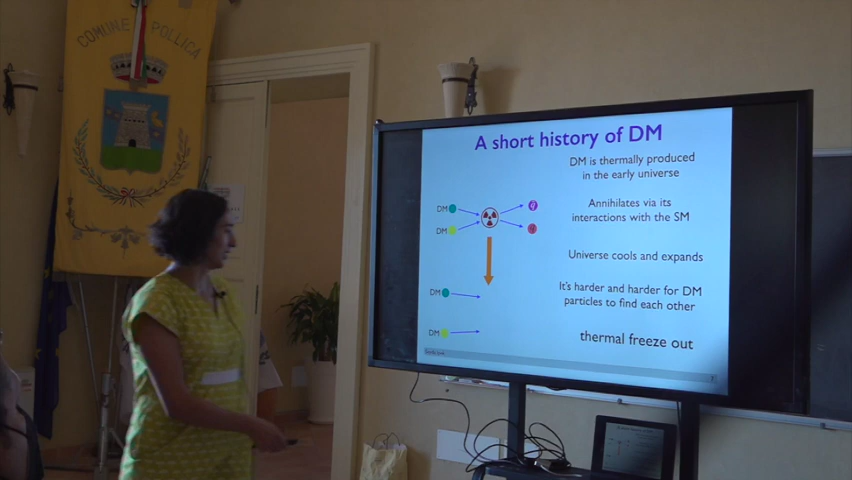 COMUNE POLLICA
A short history of DM
DM is thermally produced
in the early universe
Annihilates via its
interactions with the SM
DM
DM
Universe cools and expands
It's harder and harder for DM
particles to find each other
DM
DM
thermal freeze out